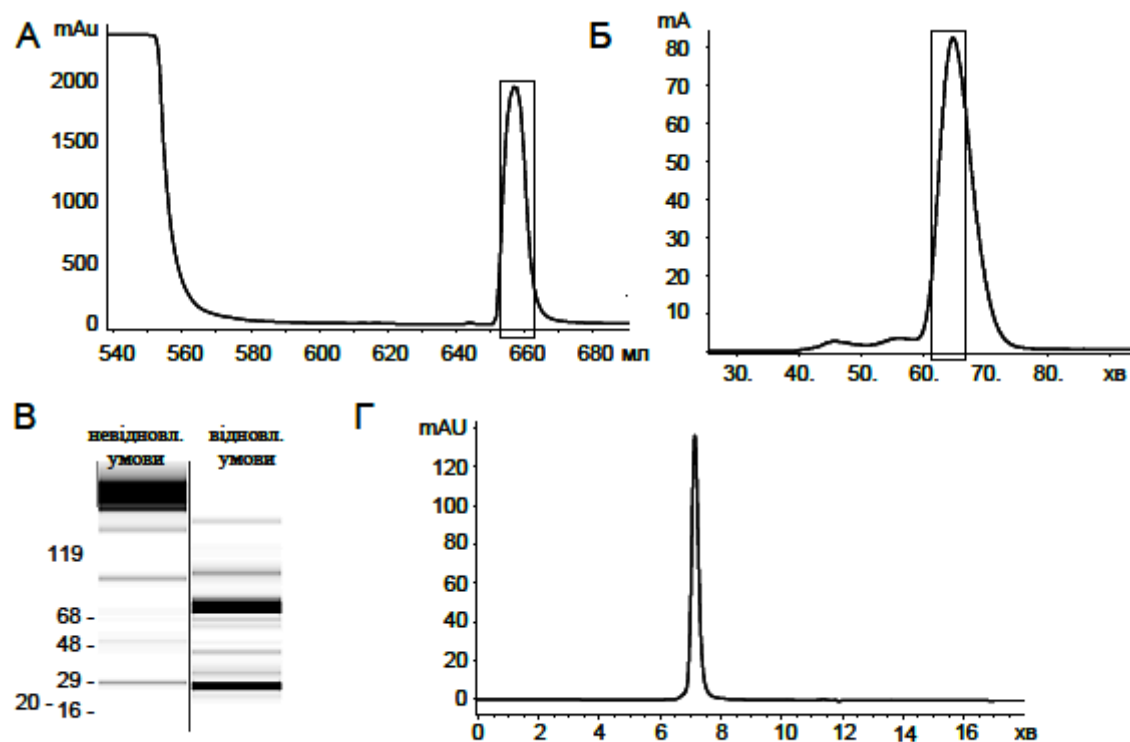 А
mAu
2000
1500
1000
500
0
540 560 580 600 620 640 660 680 мл
Б
mA
80
70
60
50
40
30
20
10
30. 40. 50. 60. 70. 80. хв
В
невідновл. умови
відновл. умови
119
68 -
48 -
29 -
20 -
16 -
Г
mAU
120
100
80
60
40
20
0
0 2 4 6 8 10 12 14 16 хв